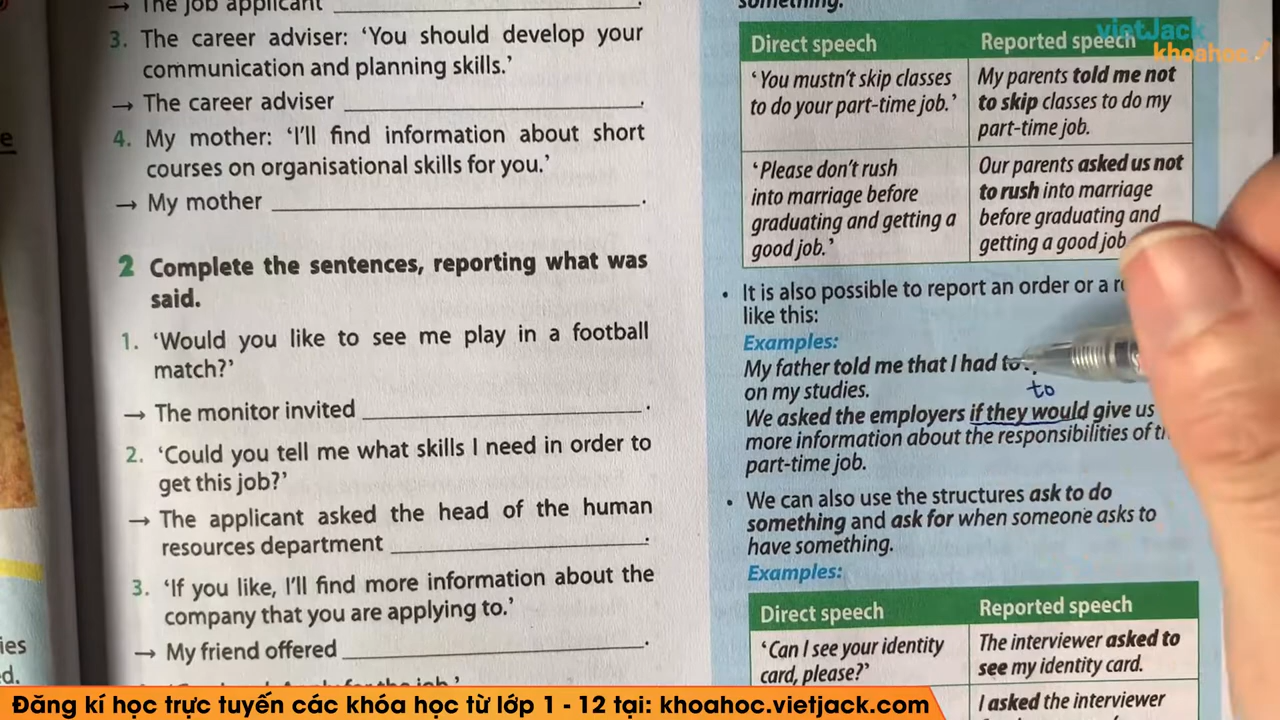 → The job applicant ____.
3. The career adviser: ‘You should develop your
communication and planning skills.’
→ The career adviser ____.
4. My mother: ‘I’ll find information about short
courses on organisational skills for you.’
→ My mother ____.
2 Complete the sentences, reporting what was
said.
1. ‘Would you like to see me play in a football
match?’
→ The monitor invited ____.
2. ‘Could you tell me what skills I need in order to
get this job?’
→ The applicant asked the head of the human
resources department ____.
3. ‘If you like, I’ll find more information about the
company that you are applying to.’
→ My friend offered ____.
something.
Direct speech
Reported speech
‘You mustn’t skip classes
to do your part-time job.’
My parents told me not
to skip classes to do my
part-time job.
‘Please don’t rush
into marriage before
graduating and getting a
good job.’
Our parents asked us not
to rush into marriage
before graduating and
getting a good job
• It is also possible to report an order or a
like this:
Examples:
My father told me that I had to
on my studies.
to
We asked the employers if they would give us
more information about the responsibilities of
part-time job.
• We can also use the structures ask to do
something and ask for when someone asks to
have something.
Examples:
Direct speech
Reported speech
‘Can I see your identity
card, please?’
The interviewer asked to
see my identity card.
I asked the interviewer
e
ies
d.
vietJack
khoahoc
Đăng kí học trực tuyến các khóa học từ lớp 1 - 12 tại: khoahoc.vietjack.com